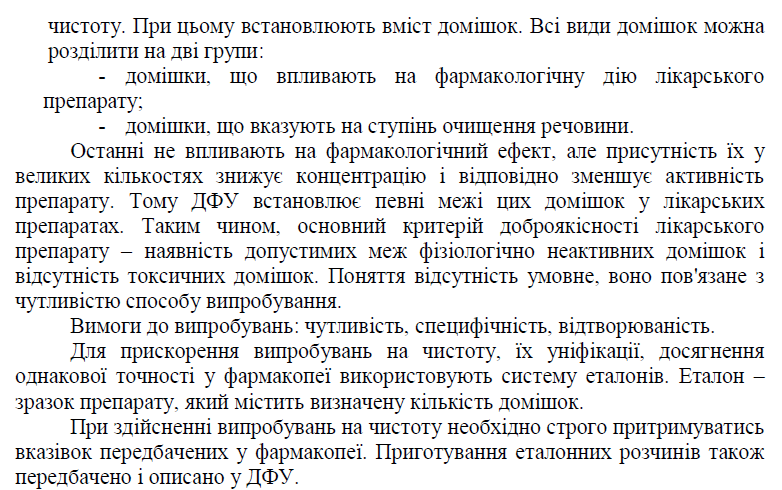 чистоту. При цьому встановлюють вміст домішок. Всі види домішок можна
розділити на дві групи:
- домішки, що впливають на фармакологічну дію лікарського
препарату;
- домішки, що вказують на ступінь очищення речовини.
Останні не впливають на фармакологічний ефект, але присутність їх у
великих кількостях знижує концентрацію і відповідно зменшує активність
препарату. Тому ДФУ встановлює певні межі цих домішок у лікарських
препаратах. Таким чином, основний критерій доброякісності лікарського
препарату – наявність допустимих меж фізіологічно неактивних домішок і
відсутність токсичних домішок. Поняття відсутність умовне, воно пов'язане з
чутливістю способу випробування.
Вимоги до випробувань: чутливість, специфічність, відтворюваність.
Для прискорення випробувань на чистоту, їх уніфікації, досягнення
однакової точності у фармакопеї використовують систему еталонів. Еталон –
зразок препарату, який містить визначену кількість домішок.
При здійсненні випробувань на чистоту необхідно строго притримуватись
вказівок передбачених у фармакопеї. Приготування еталонних розчинів також
передбачено і описано у ДФУ.